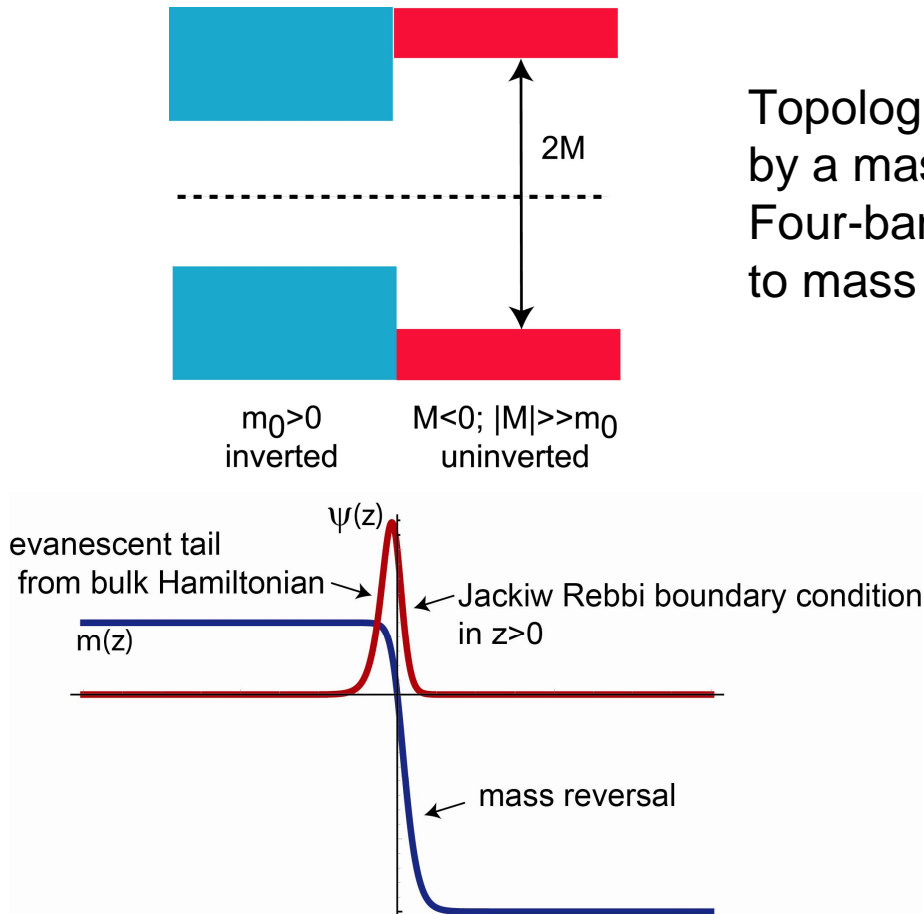 2M
Topolog
by a mas
Four-bar
to mass
m₀>0
inverted
M<0; |M|>>m₀
uninverted
ψ(z)
evanescent tail
from bulk Hamiltonian
Jackiw Rebbi boundary condition
in z>0
m(z)
mass reversal